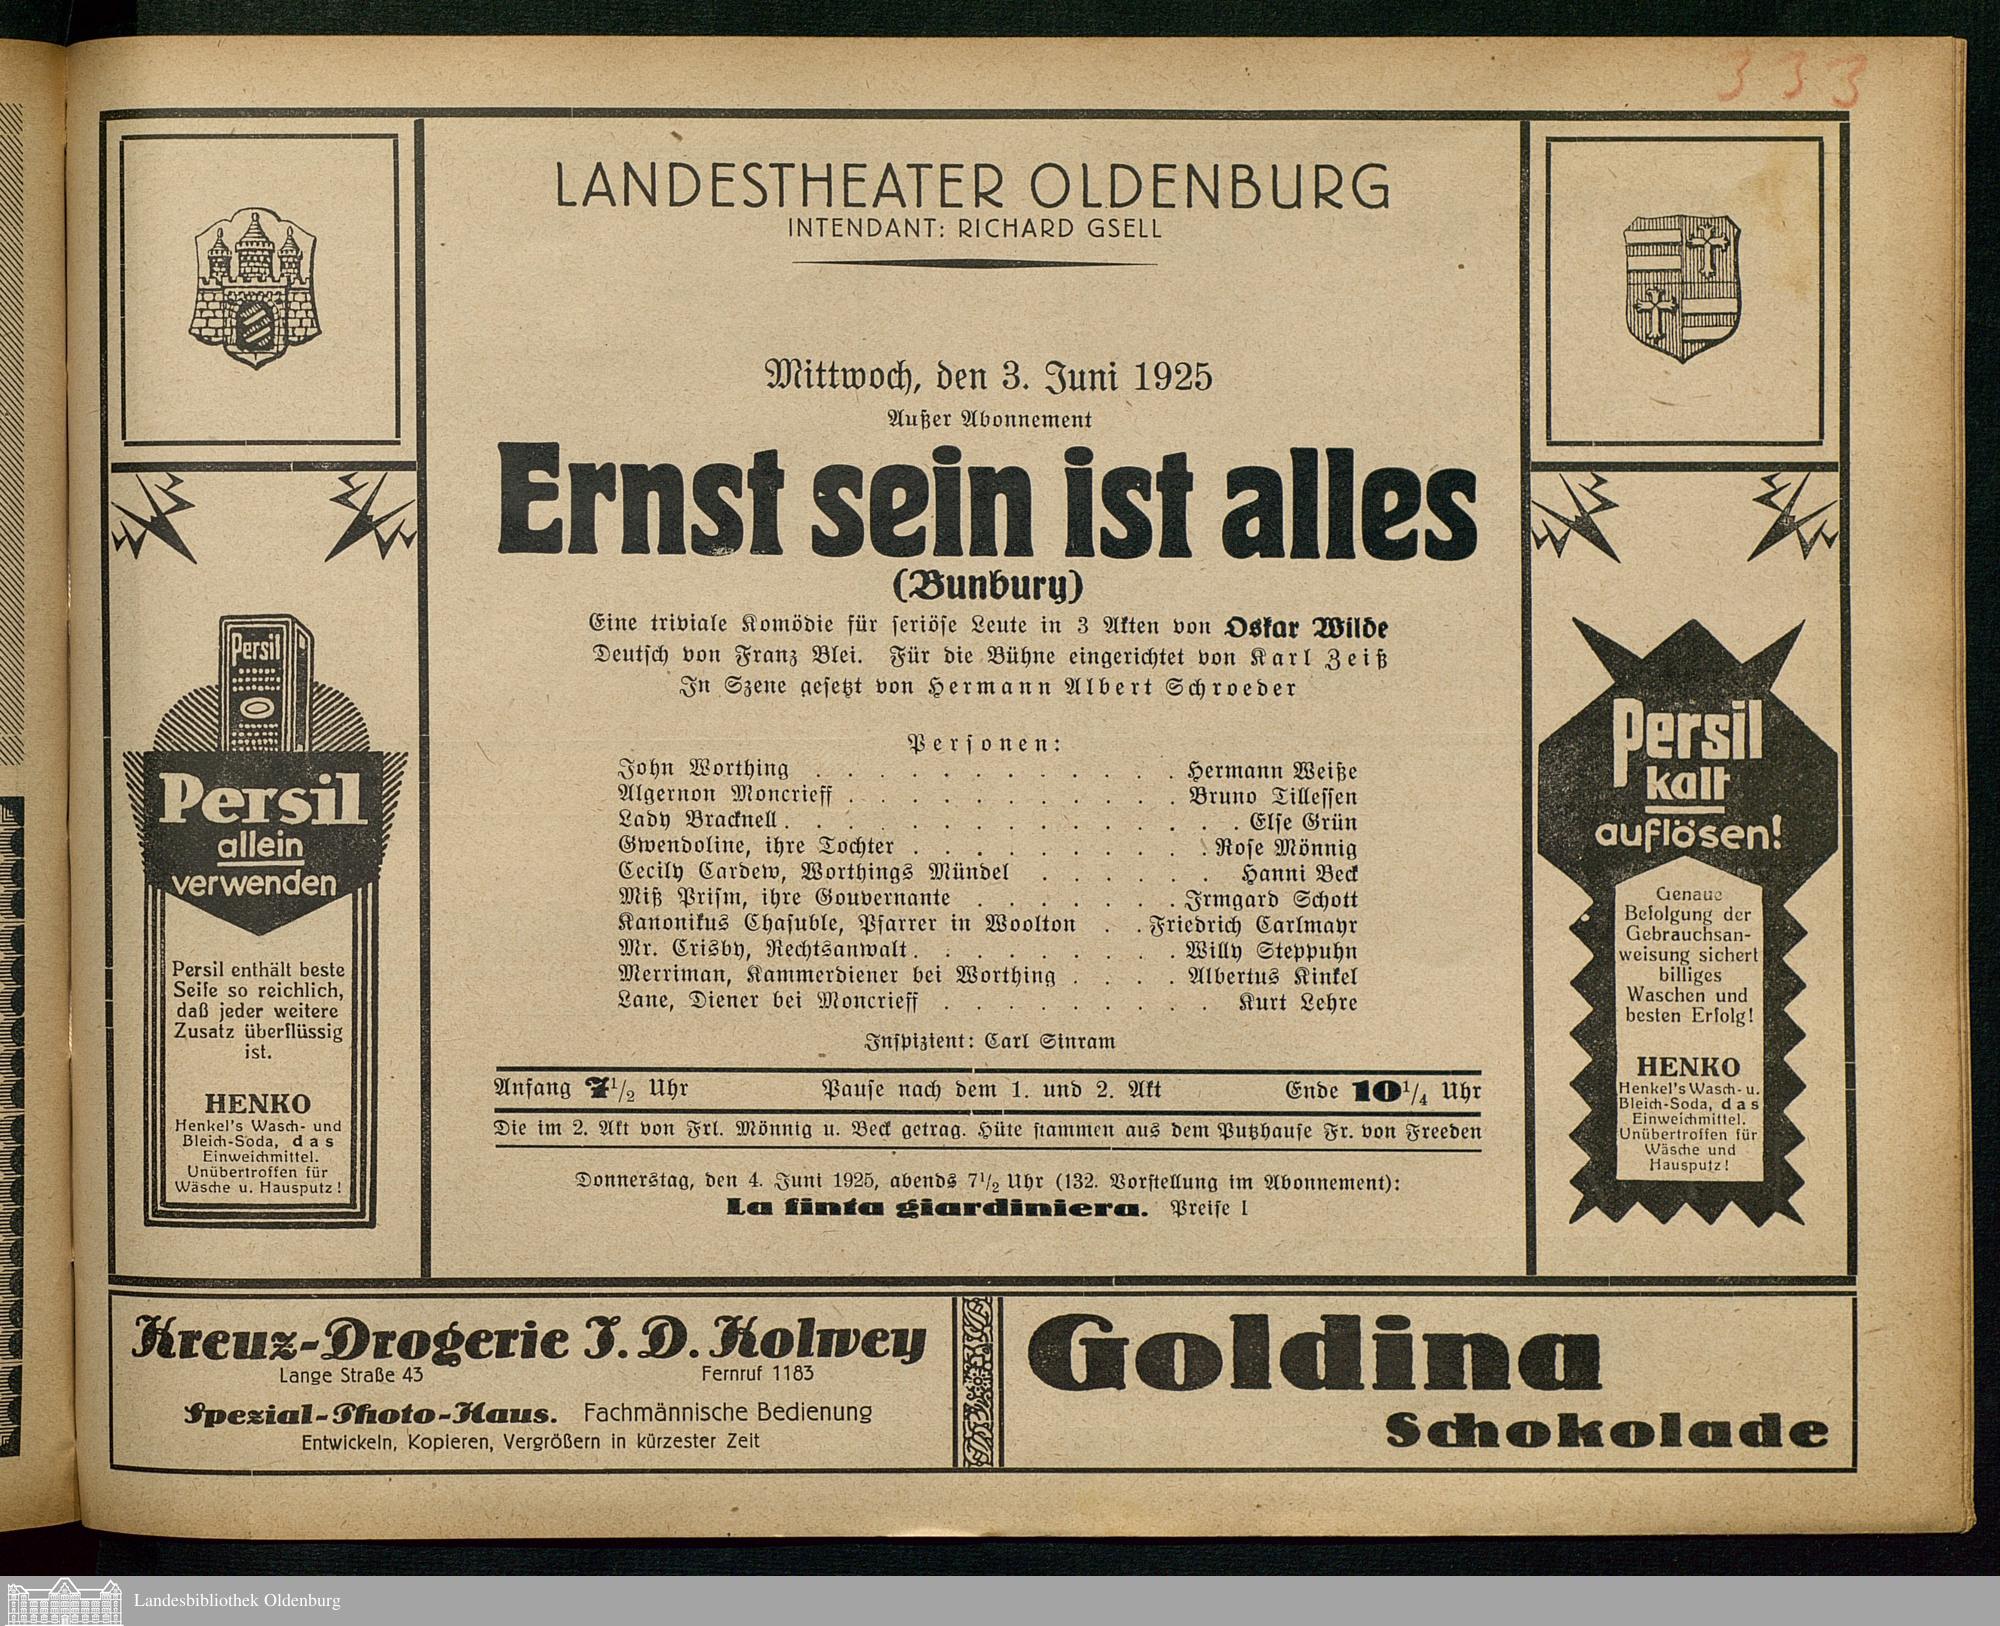 333
LANDESTHEATER OLDENBURG
INTENDANT: RICHARD GSELL
Mittwoch, den 3. Juni 1925
Außer Abonnement
Ernst sein ist alles
(Bunbury)
Eine triviale Komödie für seriöse Leute in 3 Akten von Oskar Wilde
Deutsch von Franz Blei. Für die Bühne eingerichtet von Karl Zeiß
In Szene gesetzt von Hermann Albert Schroeder
Personen:
John Worthing . . . . . . . . . . . . Hermann Weiße
Algernon Moncrieff . . . . . . . . . . . Bruno Tillessen
Lady Bracknell . . . . . . . . . . . . . . Else Grün
Gwendoline, ihre Tochter . . . . . . . . . . Rose Mönnig
Cecily Cardew, Worthings Mündel . . . . . . Hanni Beck
Miß Prism, ihre Gouvernante . . . . . . . Irmgard Schott
Kanonikus Chasuble, Pfarrer in Woolton . . Friedrich Carlmayr
Mr. Crisby, Rechtsanwalt . . . . . . . . . Willy Steppuhn
Merriman, Kammerdiener bei Worthing . . . . Albertus Kinkel
Lane, Diener bei Moncrieff . . . . . . . . . Kurt Lehre
Inspizient: Carl Sinram
Anfang 7 1/2 Uhr Pause nach dem 1. und 2. Akt Ende 10 1/4 Uhr
Die im 2. Akt von Frl. Mönnig u. Beck getrag. Hüte stammen aus dem Putzhause Fr. von Freeden
Donnerstag, den 4. Juni 1925, abends 7 1/2 Uhr (132. Vorstellung im Abonnement):
La finta giardiniera. Preise I
Persil
Persil
allein
verwenden
Persil enthält beste
Seife so reichlich,
daß jeder weitere
Zusatz überflüssig
ist.
HENKO
Henkel's Wasch- und
Bleich-Soda, das
Einweichmittel.
Unübertroffen für
Wäsche u. Hausputz!
Persil
kalt
auflösen!
Genaue
Befolgung der
Gebrauchsan-
weisung sichert
billiges
Waschen und
besten Erfolg!
HENKO
Henkel's Wasch- u.
Bleich-Soda, das
Einweichmittel.
Unübertroffen für
Wäsche und
Hausputz!
Kreuz-Drogerie J. D. Kolwey
Lange Straße 43 Fernruf 1183
Spezial-Photo-Haus. Fachmännische Bedienung
Entwickeln, Kopieren, Vergrößern in kürzester Zeit
Goldina
Schokolade
Landesbibliothek Oldenburg